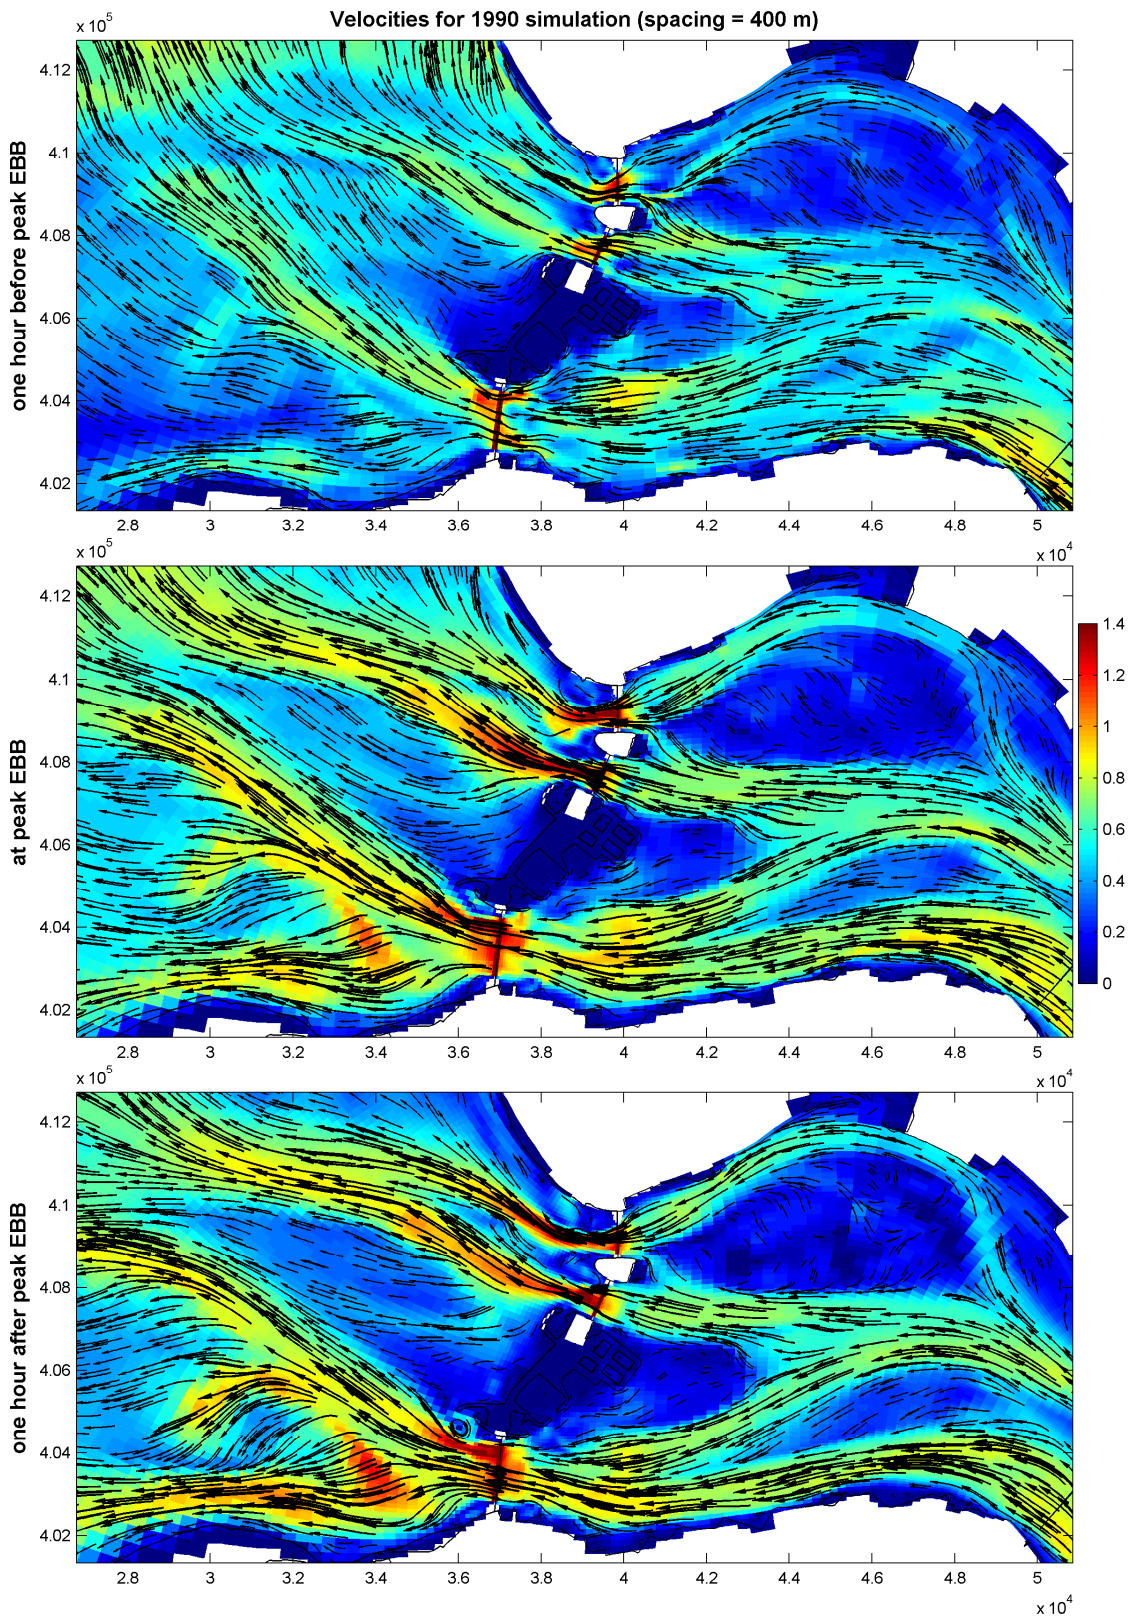 Velocities for 1990 simulation (spacing = 400 m)
x 10^5
4.12
4.1
4.08
4.06
4.04
4.02
one hour before peak EBB
2.8 3 3.2 3.4 3.6 3.8 4 4.2 4.4 4.6 4.8 5
x 10^4
x 10^5
4.12
4.1
4.08
4.06
4.04
4.02
at peak EBB
1.4
1.2
1
0.8
0.6
0.4
0.2
0
2.8 3 3.2 3.4 3.6 3.8 4 4.2 4.4 4.6 4.8 5
x 10^4
x 10^5
4.12
4.1
4.08
4.06
4.04
4.02
one hour after peak EBB
2.8 3 3.2 3.4 3.6 3.8 4 4.2 4.4 4.6 4.8 5
x 10^4